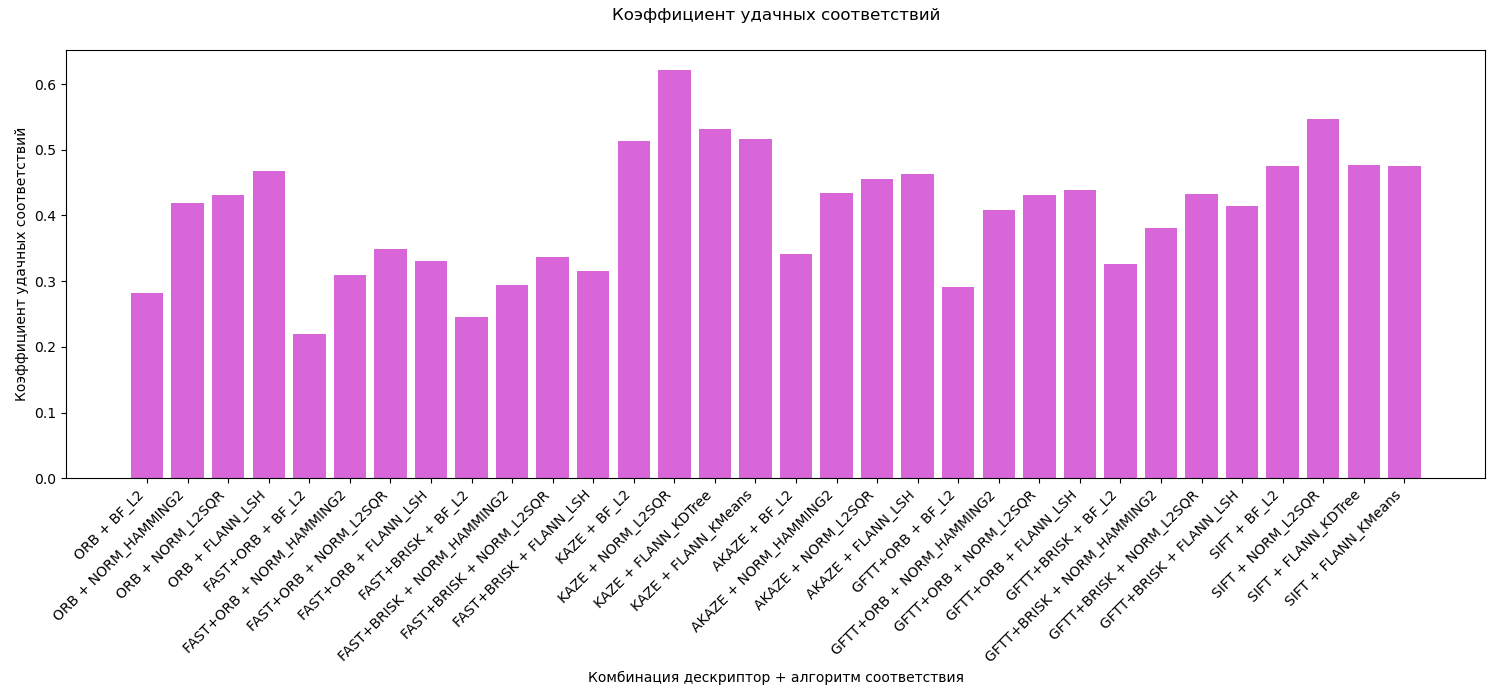 Коэффициент удачных соответствий
Коэффициент удачных соответствий
0.6
0.5
0.4
0.3
0.2
0.1
0.0
ORB + BF_L2
ORB + NORM_HAMMING2
ORB + NORM_L2SQR
ORB + FLANN_LSH
FAST+ORB + BF_L2
FAST+ORB + NORM_HAMMING2
FAST+ORB + NORM_L2SQR
FAST+ORB + FLANN_LSH
FAST+BRISK + BF_L2
FAST+BRISK + NORM_HAMMING2
FAST+BRISK + NORM_L2SQR
FAST+BRISK + FLANN_LSH
KAZE + BF_L2
KAZE + NORM_L2SQR
KAZE + FLANN_KDTree
KAZE + FLANN_KMeans
AKAZE + BF_L2
AKAZE + NORM_HAMMING2
AKAZE + NORM_L2SQR
AKAZE + FLANN_LSH
GFTT+ORB + BF_L2
GFTT+ORB + NORM_HAMMING2
GFTT+ORB + NORM_L2SQR
GFTT+ORB + FLANN_LSH
GFTT+BRISK + BF_L2
GFTT+BRISK + NORM_HAMMING2
GFTT+BRISK + NORM_L2SQR
GFTT+BRISK + FLANN_LSH
SIFT + BF_L2
SIFT + NORM_L2SQR
SIFT + FLANN_KDTree
SIFT + FLANN_KMeans
Комбинация дескриптор + алгоритм соответствия